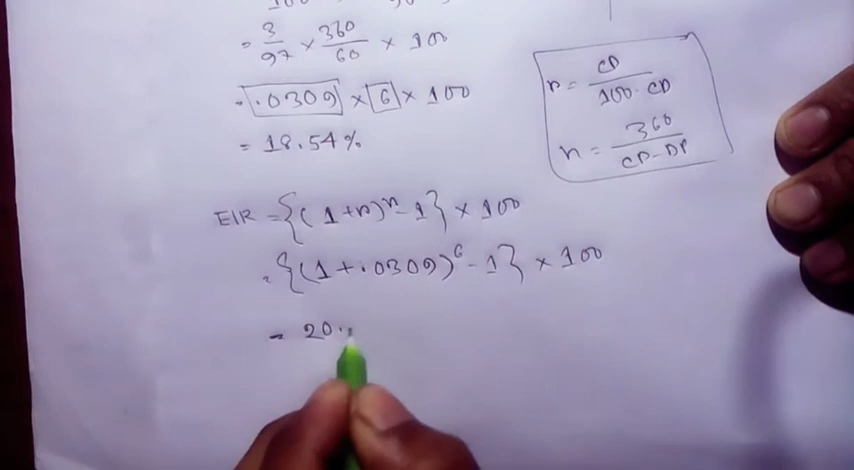 = 3/97 × 360/60 × 100
= .0309 × 6 × 100
= 18.54%
r = CD/100-CD
n = 360/CP-DP
EIR = {(1+r)^n - 1} × 100
= {(1+.0309)^6 - 1} × 100
= 20.